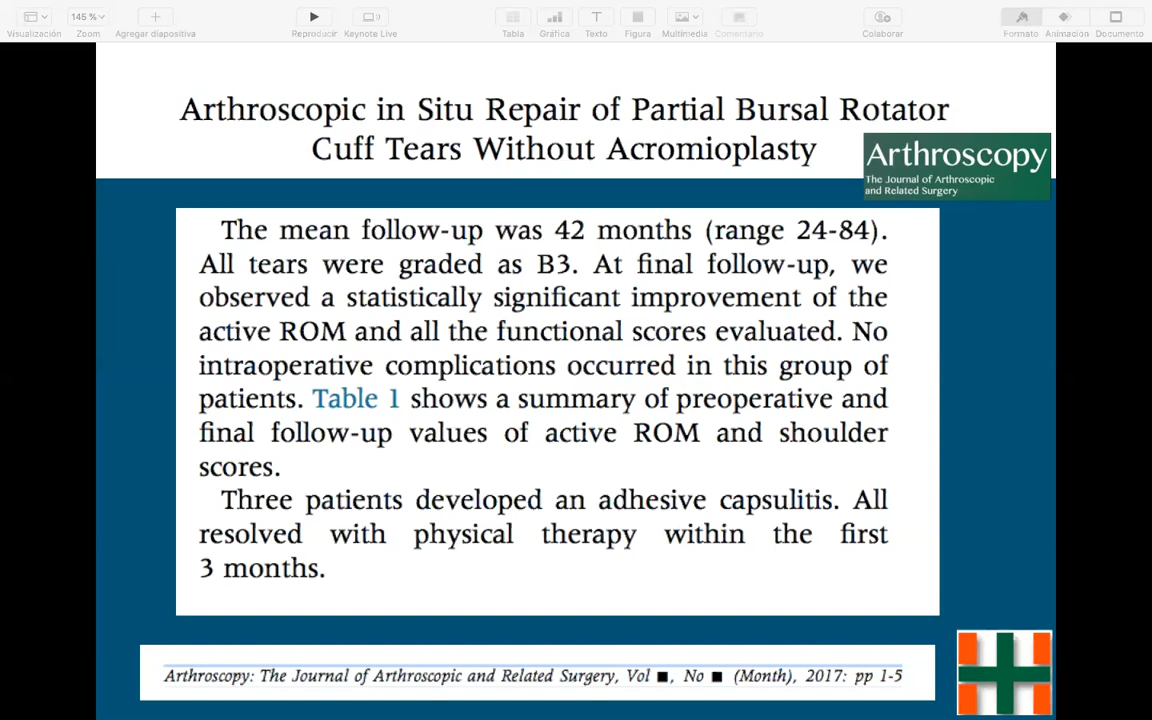 145 %
Visualización
Zoom
Agregar diapositiva
Reproducir
Keynote Live
Tabla
Gráfica
Texto
Figura
Multimedia
Comentario
Colaborar
Formato
Animación
Documento
Arthroscopic in Situ Repair of Partial Bursal Rotator
Cuff Tears Without Acromioplasty
Arthroscopy
The Journal of Arthroscopic
and Related Surgery
The mean follow-up was 42 months (range 24-84).
All tears were graded as B3. At final follow-up, we
observed a statistically significant improvement of the
active ROM and all the functional scores evaluated. No
intraoperative complications occurred in this group of
patients. Table 1 shows a summary of preoperative and
final follow-up values of active ROM and shoulder
scores.
Three patients developed an adhesive capsulitis. All
resolved with physical therapy within the first
3 months.
Arthroscopy: The Journal of Arthroscopic and Related Surgery, Vol ■, No ■ (Month), 2017: pp 1-5